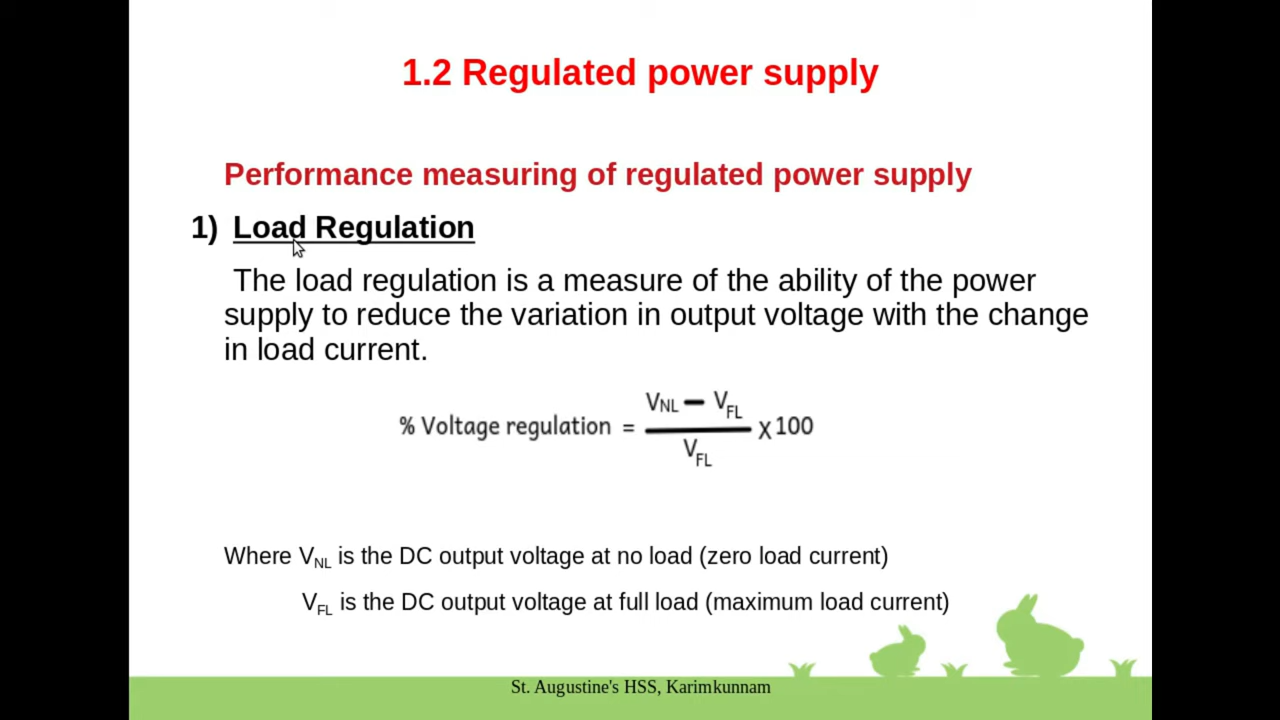 1.2 Regulated power supply
Performance measuring of regulated power supply
1) Load Regulation
The load regulation is a measure of the ability of the power
supply to reduce the variation in output voltage with the change
in load current.
% Voltage regulation = (VNL − VFL) / VFL X 100
Where VNL is the DC output voltage at no load (zero load current)
VFL is the DC output voltage at full load (maximum load current)
St. Augustine's HSS, Karimkunnam